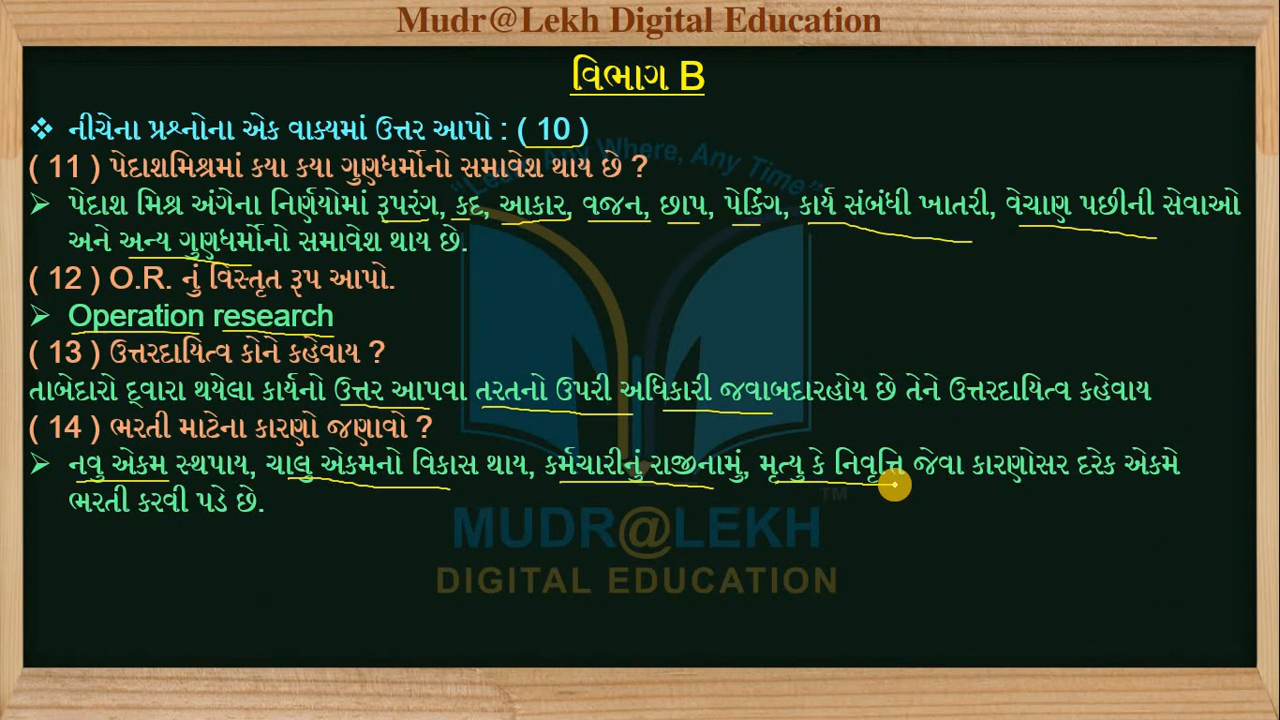 Mudr@Lekh Digital Education
વિભાગ B
❖ નીચેના પ્રશ્નોના એક વાક્યમાં ઉત્તર આપો : ( 10 )
( 11 ) પેદાશમિશ્રમાં કયા કયા ગુણધર્મોનો સમાવેશ થાય છે ?
➢ પેદાશ મિશ્ર અંગેના નિર્ણયોમાં રૂપરંગ, કદ, આકાર, વજન, છાપ, પેકિંગ, કાર્ય સંબંધી ખાતરી, વેચાણ પછીની સેવાઓ
અને અન્ય ગુણધર્મોનો સમાવેશ થાય છે.
( 12 ) O.R. નું વિસ્તૃત રૂપ આપો.
➢ Operation research
( 13 ) ઉત્તરદાયિત્વ કોને કહેવાય ?
તાબેદારો દ્વારા થયેલા કાર્યનો ઉત્તર આપવા તરતનો ઉપરી અધિકારી જવાબદારહોય છે તેને ઉત્તરદાયિત્વ કહેવાય
( 14 ) ભરતી માટેના કારણો જણાવો ?
➢ નવુ એકમ સ્થપાય, ચાલુ એકમનો વિકાસ થાય, કર્મચારીનું રાજીનામું, મૃત્યુ કે નિવૃત્તિ જેવા કારણોસર દરેક એકમે
ભરતી કરવી પડે છે.
MUDR@LEKH ™
DIGITAL EDUCATION